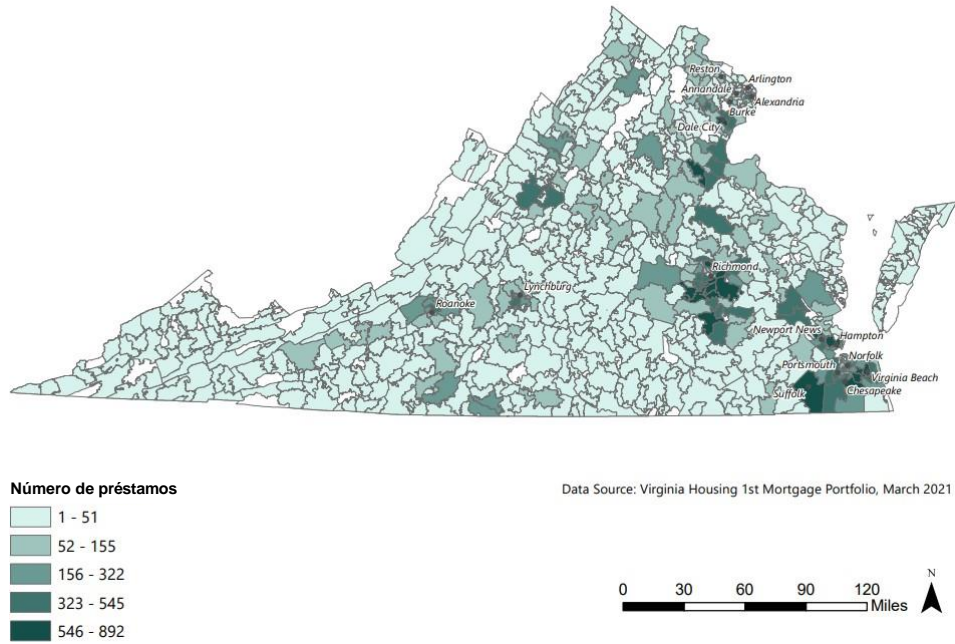 Reston
Arlington
Annandale
Alexandria
Burke
Dale City
Richmond
Lynchburg
Roanoke
Newport News
Hampton
Norfolk
Portsmouth
Virginia Beach
Suffolk
Chesapeake
Número de préstamos
Data Source: Virginia Housing 1st Mortgage Portfolio, March 2021
1 - 51
52 - 155
156 - 322
323 - 545
546 - 892
N
0 30 60 90 120
Miles